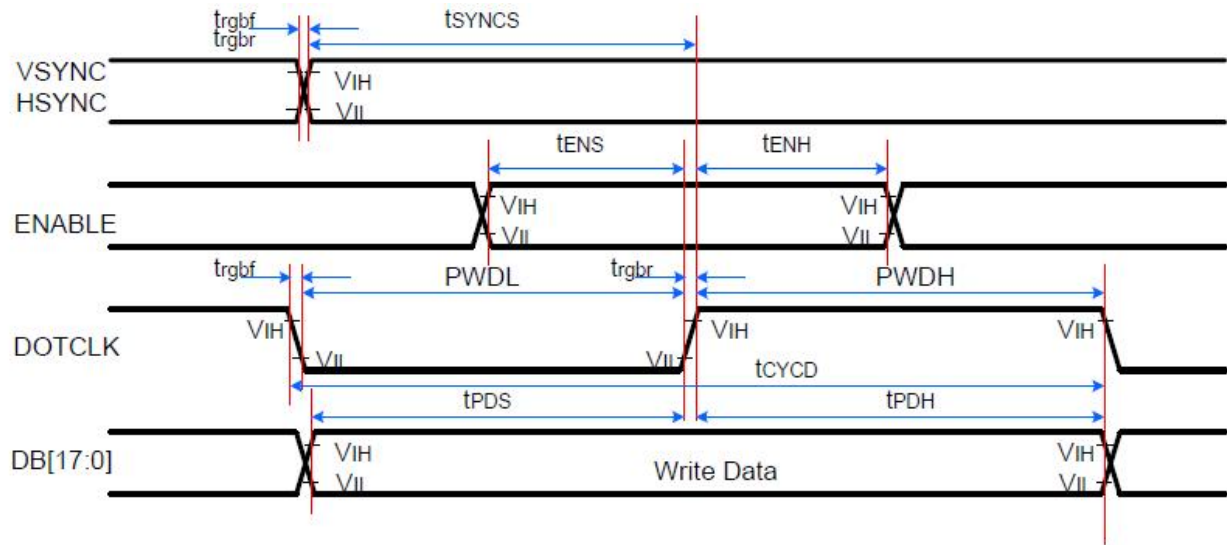 trgbf tSYNCS
trgbr
VSYNC VIH
HSYNC VIl
tENS tENH
VIH VIH
ENABLE VIl VIl
trgbf PWDL trgbr PWDH
VIH VIH VIH
DOTCLK VIl VIl
tCYCD
tPDS tPDH
VIH VIH
DB[17:0] Write Data
VIl VIl